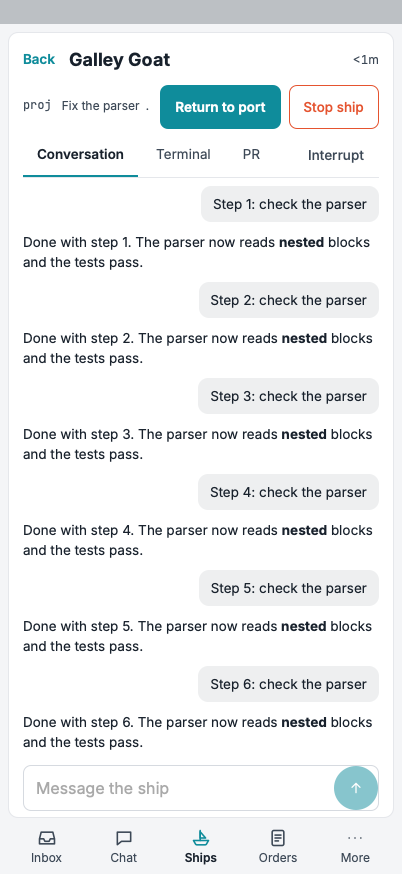 Back Galley Goat <1m
proj Fix the parser . Return to port Stop ship
Conversation Terminal PR Interrupt
Step 1: check the parser
Done with step 1. The parser now reads nested blocks
and the tests pass.
Step 2: check the parser
Done with step 2. The parser now reads nested blocks
and the tests pass.
Step 3: check the parser
Done with step 3. The parser now reads nested blocks
and the tests pass.
Step 4: check the parser
Done with step 4. The parser now reads nested blocks
and the tests pass.
Step 5: check the parser
Done with step 5. The parser now reads nested blocks
and the tests pass.
Step 6: check the parser
Done with step 6. The parser now reads nested blocks
and the tests pass.
Message the ship
Inbox Chat Ships Orders More